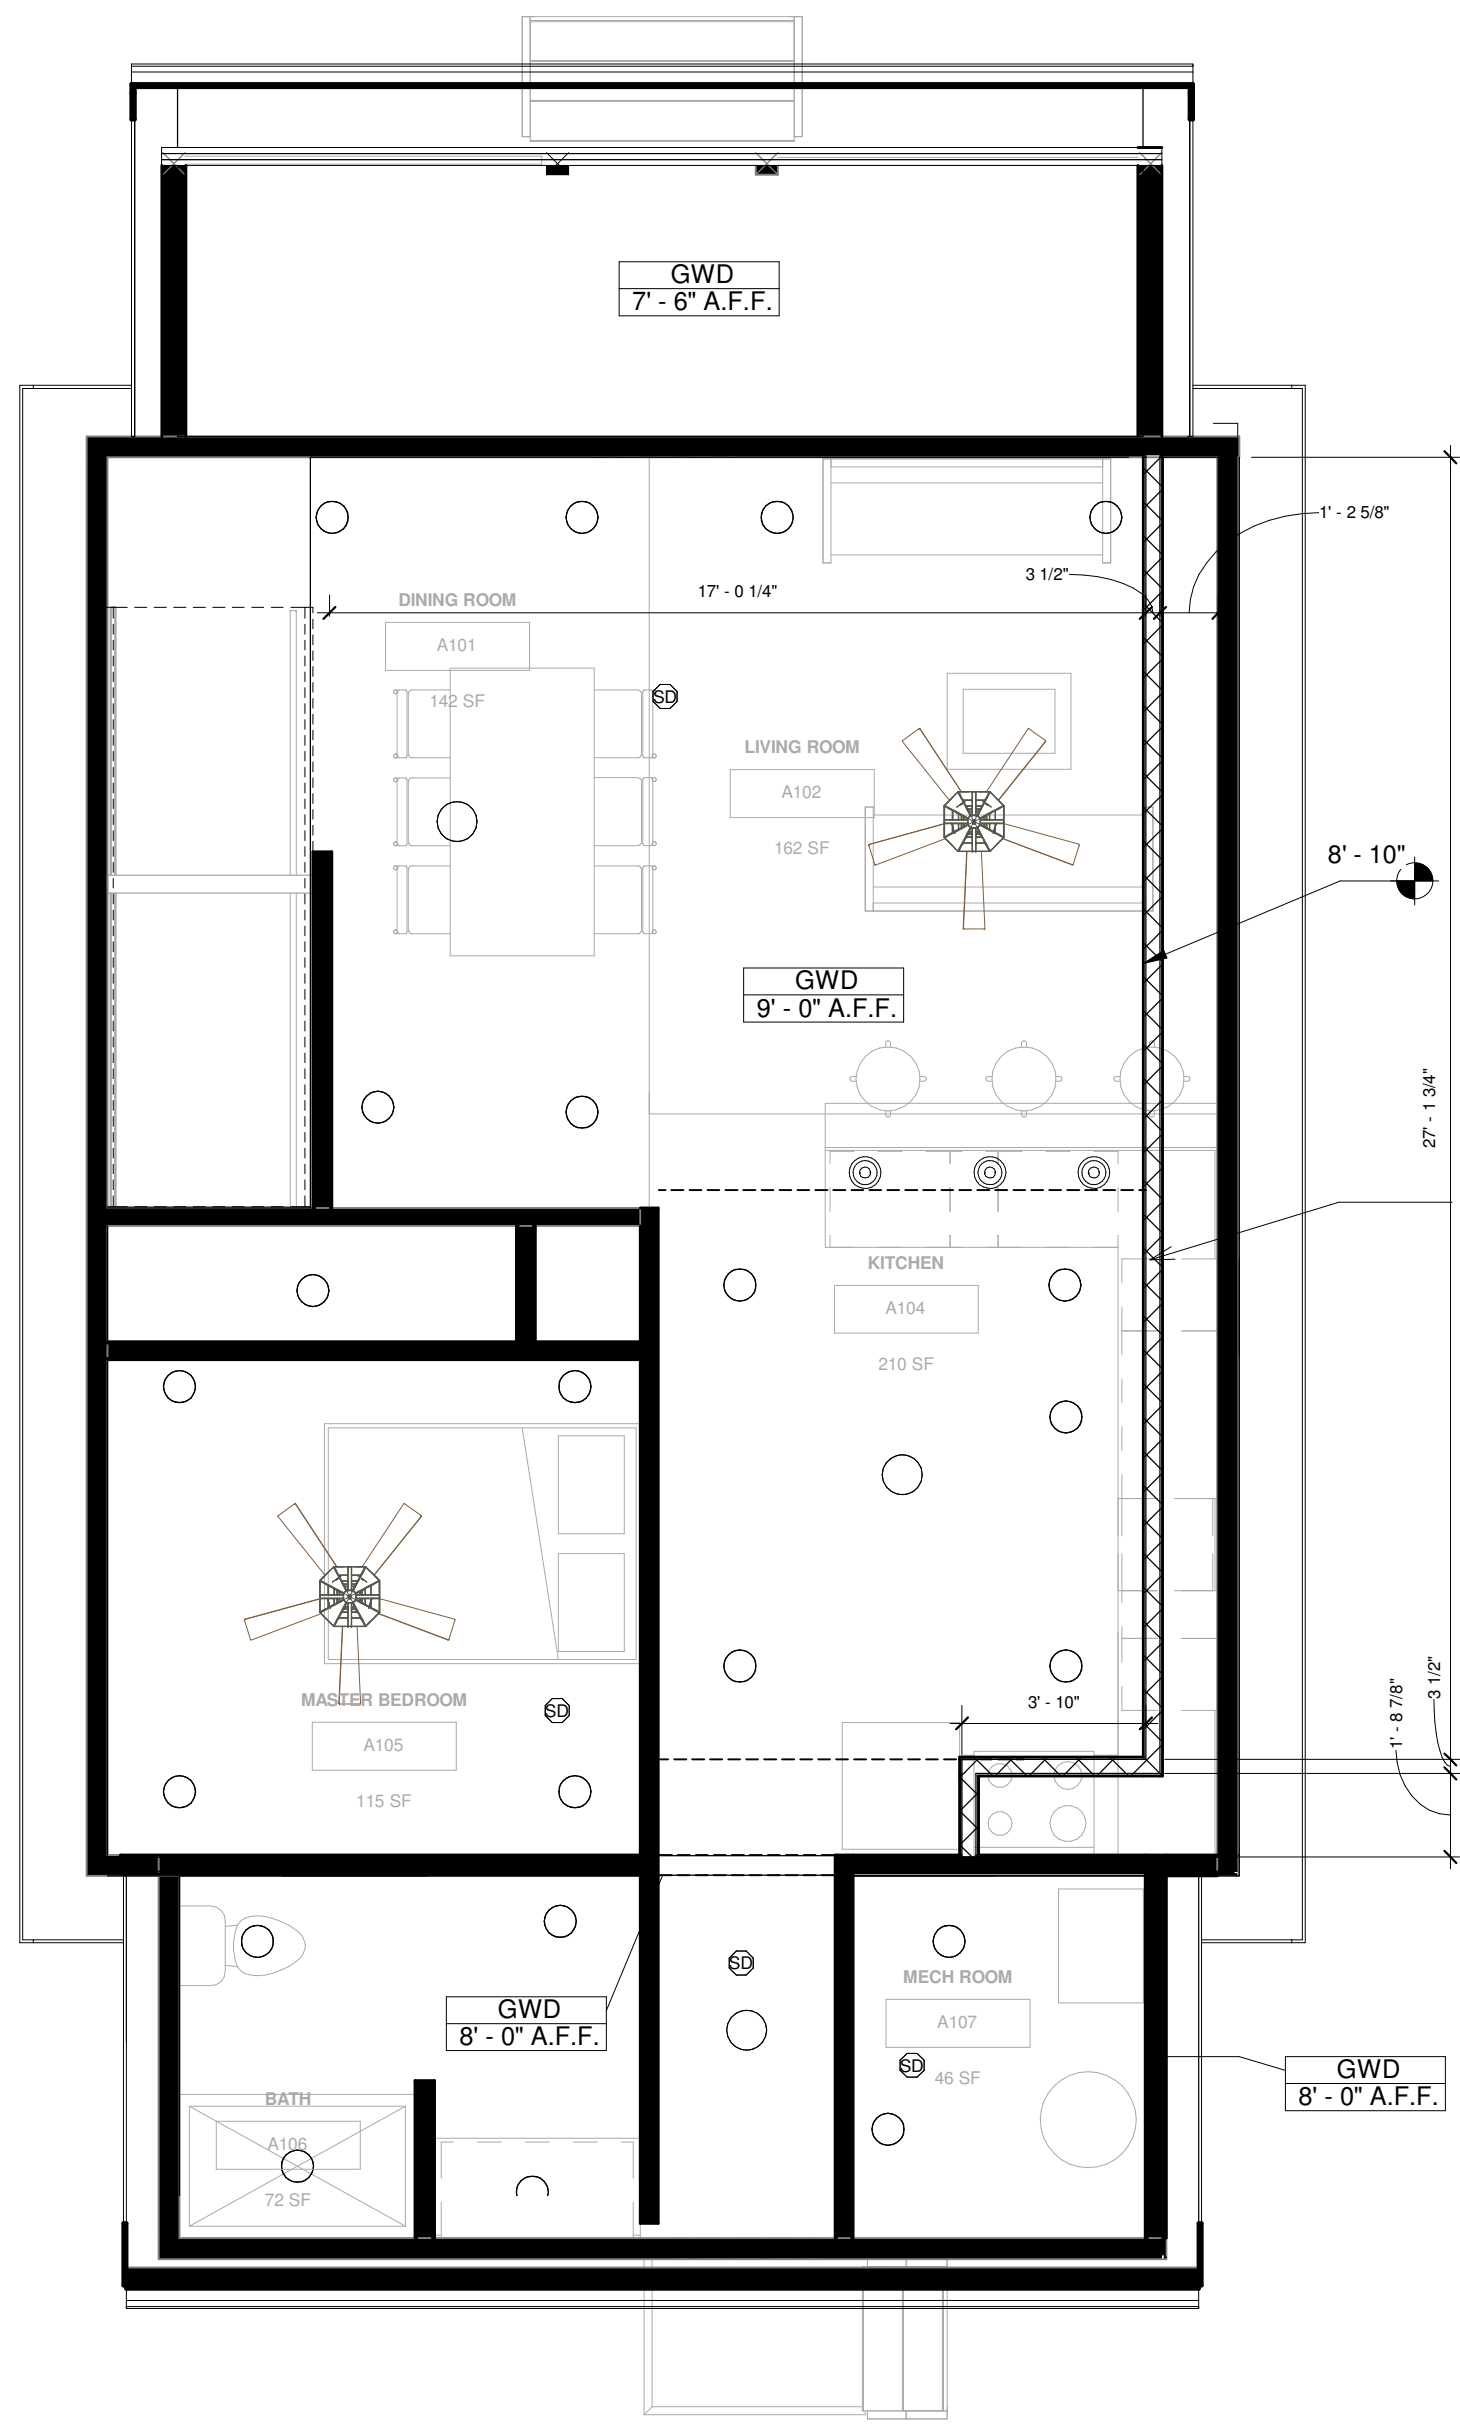 GWD
7' - 6" A.F.F.
1' - 2 5/8"
3 1/2"
17' - 0 1/4"
DINING ROOM
A101
142 SF
SD
LIVING ROOM
A102
162 SF
8' - 10"
GWD
9' - 0" A.F.F.
27' - 1 3/4"
KITCHEN
A104
210 SF
MASTER BEDROOM
A105
115 SF
SD
3' - 10"
1' - 8 7/8"
3 1/2"
SD
GWD
8' - 0" A.F.F.
MECH ROOM
A107
46 SF
SD
GWD
8' - 0" A.F.F.
BATH
A106
72 SF